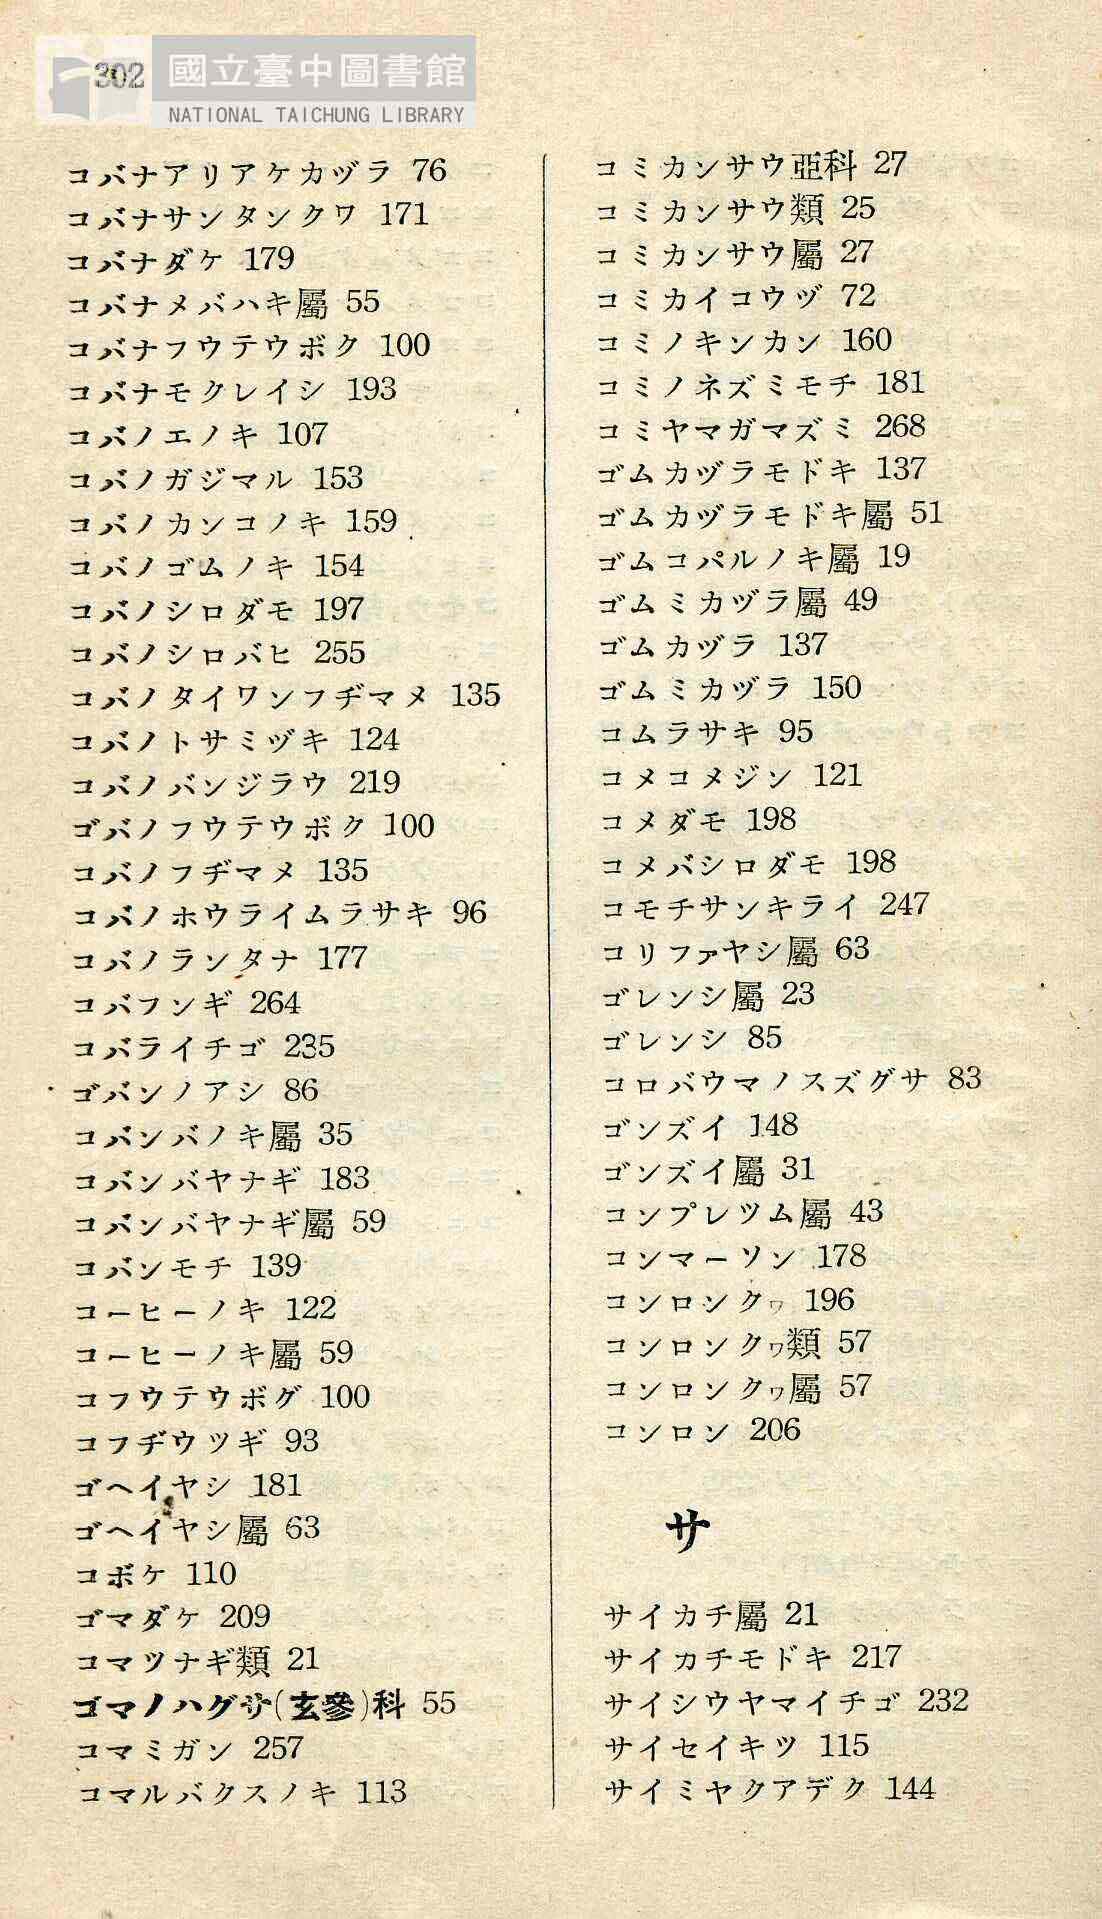 302
國立臺中圖書館
NATIONAL TAICHUNG LIBRARY
コバナアリアケカヅラ 76
コバナサンタンクワ 171
コバナダケ 179
コバナメバハキ屬 55
コバナフウテウボク 100
コバナモクレイシ 193
コバノエノキ 107
コバノガジマル 153
コバノカンコノキ 159
コバノゴムノキ 154
コバノシロダモ 197
コバノシロバヒ 255
コバノタイワンフヂマメ 135
コバノトサミヅキ 124
コバノバンジラウ 219
ゴバノフウテウボク 100
コバノフヂマメ 135
コバノホウライムラサキ 96
コバノランタナ 177
コバフンギ 264
コバライチゴ 235
ゴバンノアシ 86
コバンバノキ屬 35
コバンバヤナギ 183
コバンバヤナギ屬 59
コバンモチ 139
コーヒーノキ 122
コーヒーノキ屬 59
コフウテウボグ 100
コフヂウツギ 93
ゴヘイヤシ 181
ゴヘイヤシ屬 63
コボケ 110
ゴマダケ 209
コマツナギ類 21
ゴマノハグサ(玄參)科 55
コマミガン 257
コマルバクスノキ 113
コミカンサウ亞科 27
コミカンサウ類 25
コミカンサウ屬 27
コミカイコウヅ 72
コミノキンカン 160
コミノネズミモチ 181
コミヤマガマズミ 268
ゴムカヅラモドキ 137
ゴムカヅラモドキ屬 51
ゴムコパルノキ屬 19
ゴムミカヅラ屬 49
ゴムカヅラ 137
ゴムミカヅラ 150
コムラサキ 95
コメコメジン 121
コメダモ 198
コメバシロダモ 198
コモチサンキライ 247
コリファヤシ屬 63
ゴレンシ屬 23
ゴレンシ 85
コロバウマノスズグサ 83
ゴンズイ 148
ゴンズイ屬 31
コンプレツム屬 43
コンマーソン 178
コンロンクヮ 196
コンロンクヮ類 57
コンロンクヮ屬 57
コンロン 206
サ
サイカチ屬 21
サイカチモドキ 217
サイシウヤマイチゴ 232
サイセイキツ 115
サイミヤクアデク 144